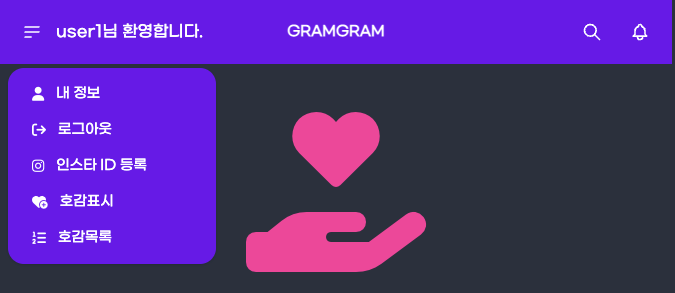 user1님 환영합니다.
GRAMGRAM
내 정보
로그아웃
인스타 ID 등록
호감표시
호감목록